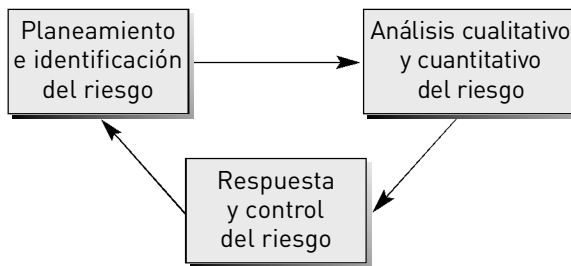 Planeamiento
e identificación
del riesgo
Análisis cualitativo
y cuantitativo
del riesgo
Respuesta
y control
del riesgo